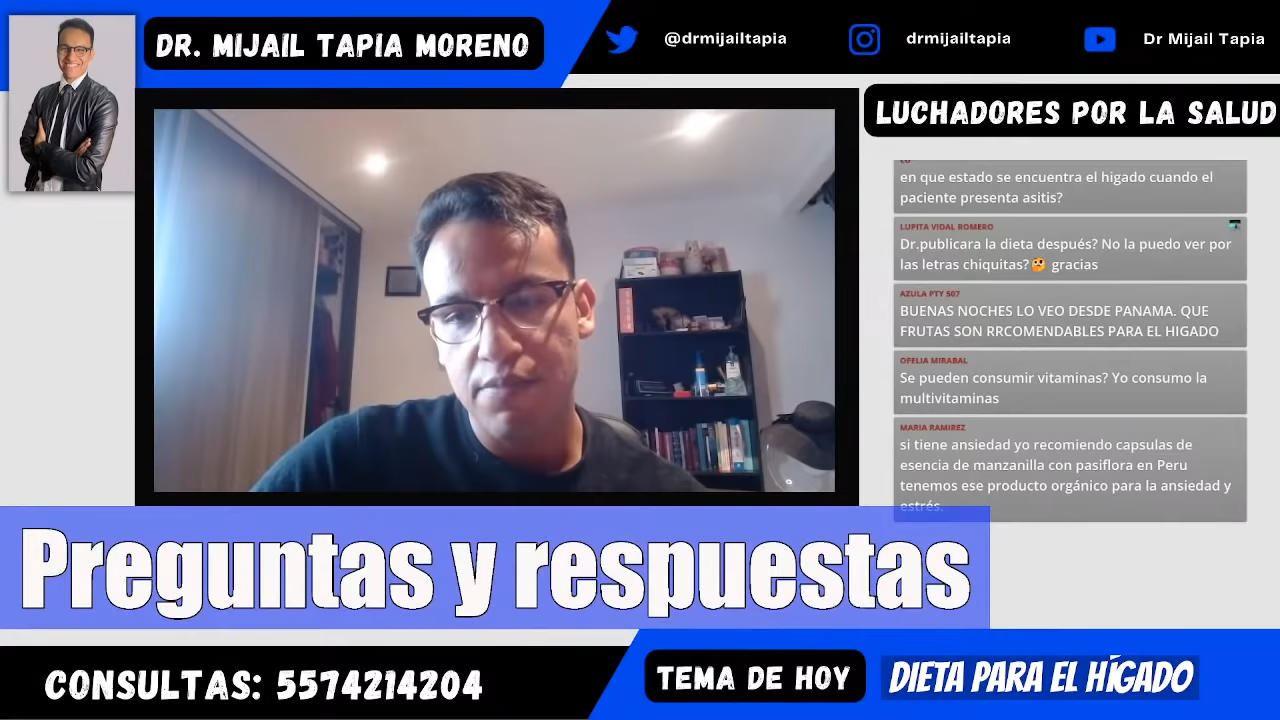 DR. MIJAIL TAPIA MORENO
@drmijailtapia
drmijailtapia
Dr Mijail Tapia
LUCHADORES POR LA SALUD
en que estado se encuentra el higado cuando el
paciente presenta asitis?
LUPITA VIDAL ROMERO
Dr.publicara la dieta después? No la puedo ver por
las letras chiquitas?🤔 gracias
AZULA PTY 507
BUENAS NOCHES LO VEO DESDE PANAMA. QUE
FRUTAS SON RRCOMENDABLES PARA EL HIGADO
OFELIA MIRABAL
Se pueden consumir vitaminas? Yo consumo la
multivitaminas
MARIA RAMIREZ
si tiene ansiedad yo recomiendo capsulas de
esencia de manzanilla con pasiflora en Peru
tenemos ese producto orgánico para la ansiedad y
estrés.
Preguntas y respuestas
CONSULTAS: 5574214204
TEMA DE HOY
DIETA PARA EL HÍGADO